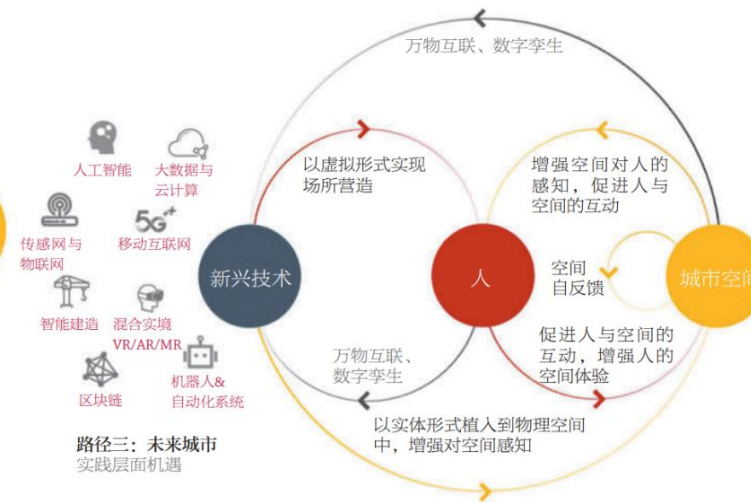 万物互联、数字孪生
人工智能
大数据与
云计算
以虚拟形式实现
场所营造
增强空间对人的
感知，促进人与
空间的互动
传感网与
物联网
5G
移动互联网
新兴技术
人
空间
自反馈
城市空间
智能建造
混合实境
VR/AR/MR
万物互联、
数字孪生
促进人与空间的
互动，增强人的
空间体验
区块链
机器人&
自动化系统
以实体形式植入到物理空间
中，增强对空间感知
路径三：未来城市
实践层面机遇